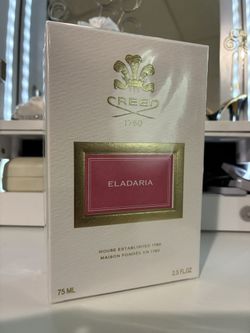 CREED
1760
ELADARIA
HOUSE ESTABLISHED 1760
MAISON FONDÉE EN 1760
75 ML
2.5 FL.OZ